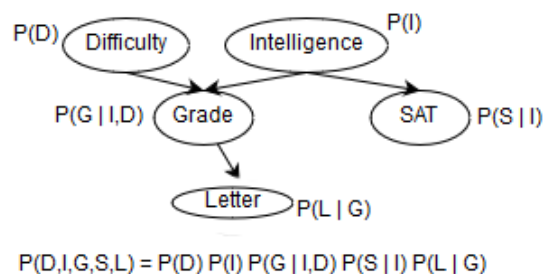 P(D) Difficulty Intelligence P(I)
P(G | I,D) Grade SAT P(S | I)
Letter P(L | G)
P(D,I,G,S,L) = P(D) P(I) P(G | I,D) P(S | I) P(L | G)